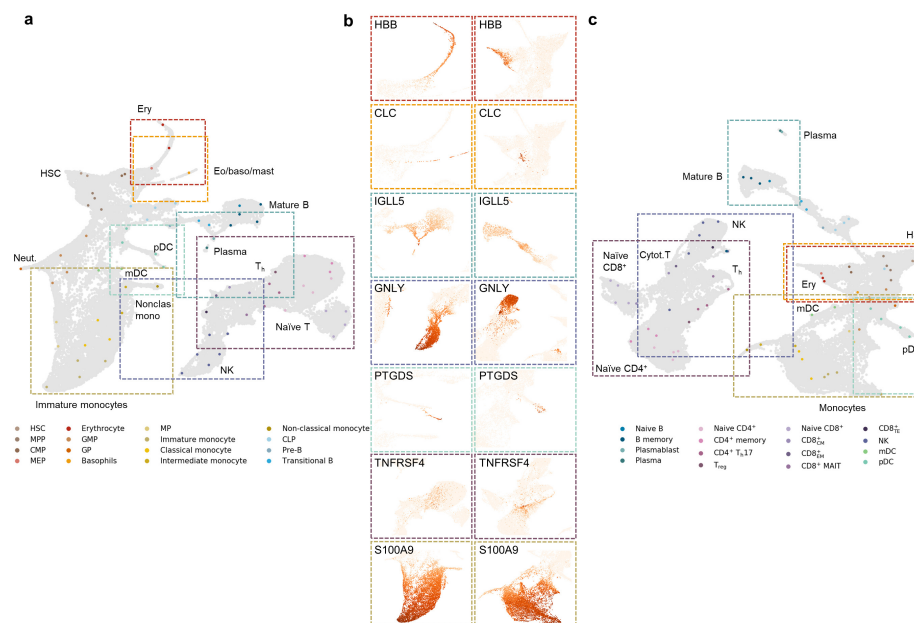 a
Ery
HSC
Eo/baso/mast
Mature B
pDC
Plasma
Neut.
mDC
Th
Nonclas
mono
Naïve T
NK
Immature monocytes
HSC
MPP
CMP
MEP
Erythrocyte
GMP
GP
Basophils
MP
Immature monocyte
Classical monocyte
Intermediate monocyte
Non-classical monocyte
CLP
Pre-B
Transitional B
b
HBB
HBB
CLC
CLC
IGLL5
IGLL5
GNLY
GNLY
PTGDS
PTGDS
TNFRSF4
TNFRSF4
S100A9
S100A9
c
Plasma
Mature B
NK
Naïve
CD8+
Cytot.T
Th
H
Ery
mDC
pD
Naïve CD4+
Monocytes
Naive B
B memory
Plasmablast
Plasma
Naive CD4+
CD4+ memory
CD4+ Th17
Treg
Naive CD8+
CD8+CM
CD8+EM
CD8+ MAIT
CD8+TE
NK
mDC
pDC